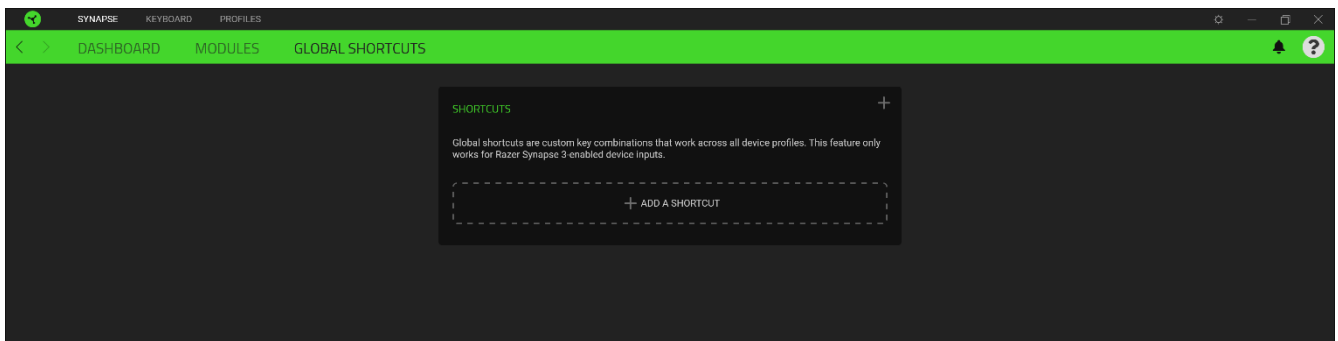 SYNAPSE KEYBOARD PROFILES
DASHBOARD MODULES GLOBAL SHORTCUTS ?
SHORTCUTS
Global shortcuts are custom key combinations that work across all device profiles. This feature only
works for Razer Synapse 3-enabled device inputs.
ADD A SHORTCUT